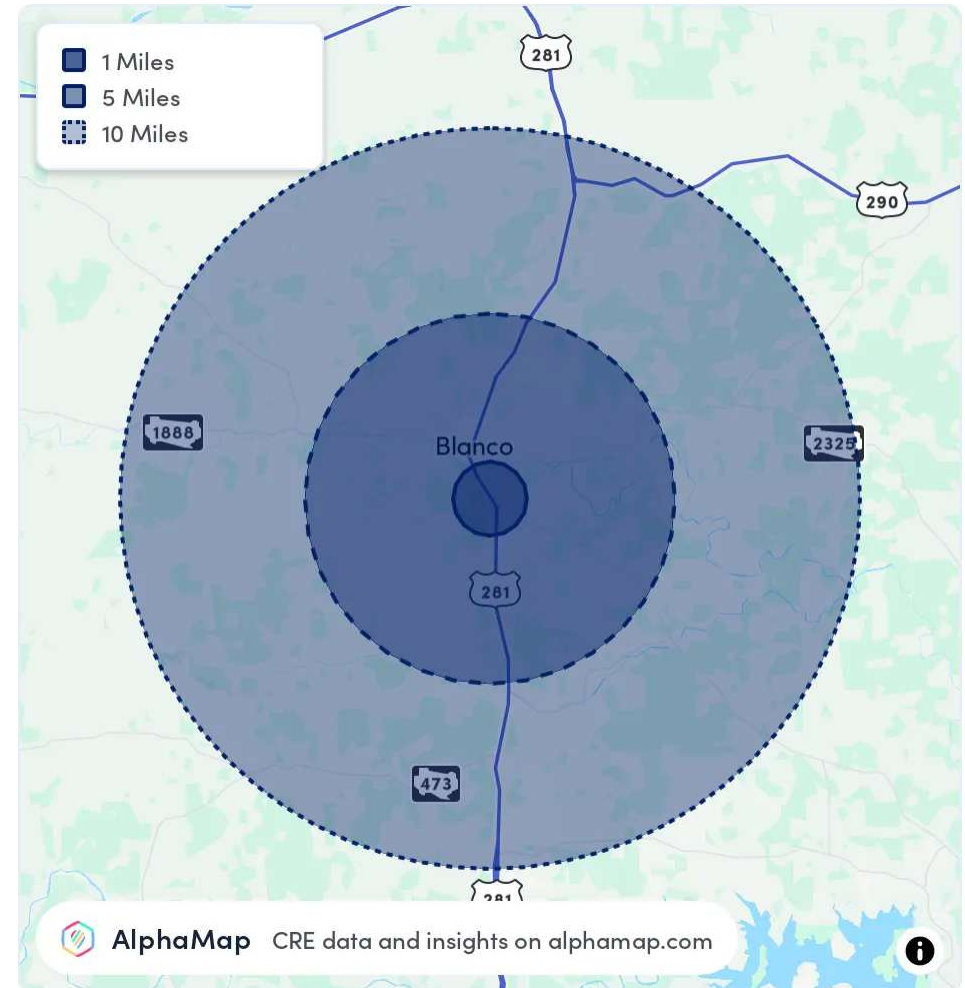 1 Miles
5 Miles
10 Miles
281
290
1888
Blanco
2325
281
473
281
AlphaMap CRE data and insights on alphamap.com